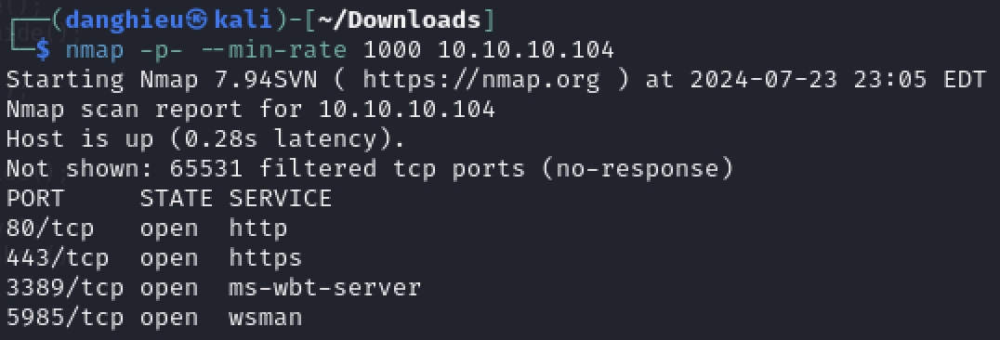 ┌──(danghieu㉿kali)-[~/Downloads]
└─$ nmap -p- --min-rate 1000 10.10.10.104
Starting Nmap 7.94SVN ( https://nmap.org ) at 2024-07-23 23:05 EDT
Nmap scan report for 10.10.10.104
Host is up (0.28s latency).
Not shown: 65531 filtered tcp ports (no-response)
PORT     STATE SERVICE
80/tcp   open  http
443/tcp  open  https
3389/tcp open  ms-wbt-server
5985/tcp open  wsman